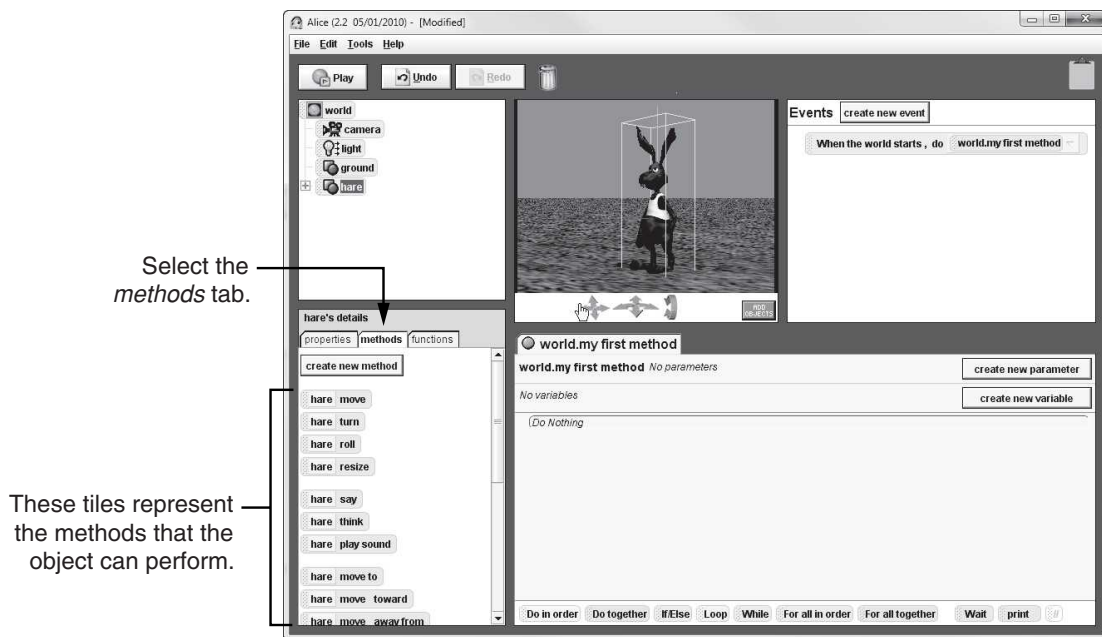 Alice (2.2 05/01/2010) - [Modified]
File Edit Tools Help
Play Undo Redo
world
camera
light
ground
hare
ADD OBJECTS
Events create new event
When the world starts , do world.my first method
Select the
methods tab.
hare's details
properties methods functions
create new method
hare move
hare turn
hare roll
hare resize
hare say
hare think
hare play sound
hare move to
hare move toward
hare move away from
These tiles represent
the methods that the
object can perform.
world.my first method
world.my first method No parameters create new parameter
No variables create new variable
(Do Nothing
Do in order Do together If/Else Loop While For all in order For all together Wait print //